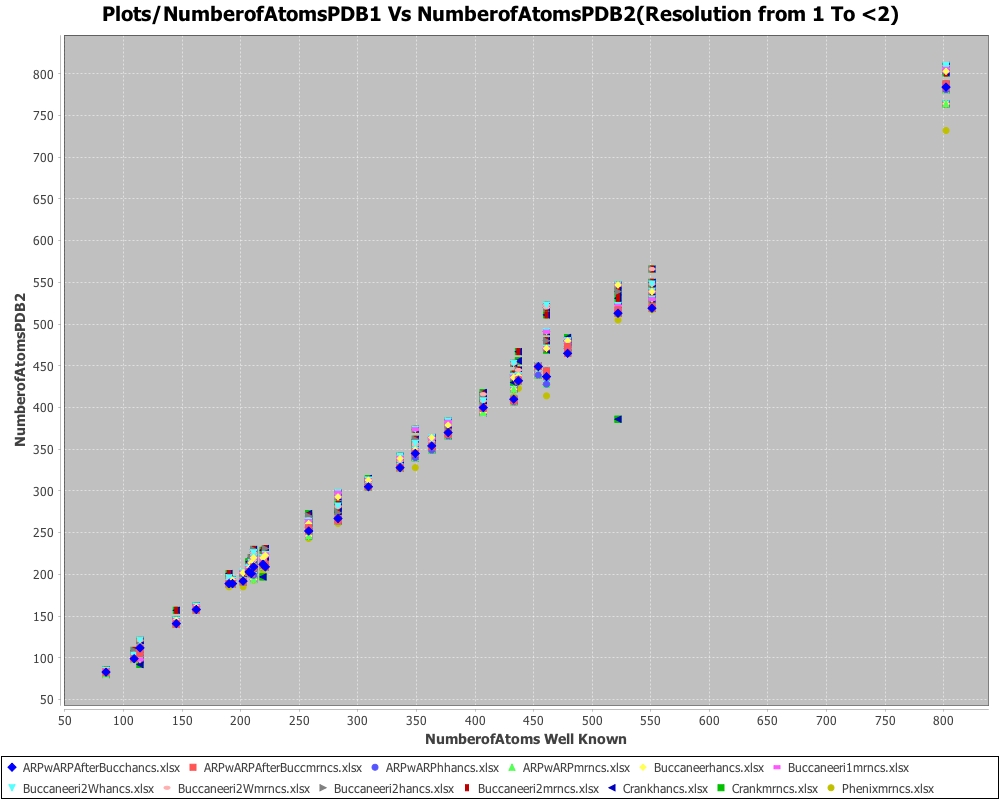 Plots/NumberofAtomsPDB1 Vs NumberofAtomsPDB2(Resolution from 1 To <2)
NumberofAtomsPDB2
800
750
700
650
600
550
500
450
400
350
300
250
200
150
100
50
50 100 150 200 250 300 350 400 450 500 550 600 650 700 750 800
NumberofAtoms Well Known
ARPwARPAfterBucchancs.xlsx ARPwARPAfterBuccmrncs.xlsx ARPwARPhhancs.xlsx ARPwARPmrncs.xlsx Buccaneerhancs.xlsx Buccaneeri1mrncs.xlsx
Buccaneeri2Whancs.xlsx Buccaneeri2Wmrncs.xlsx Buccaneeri2hancs.xlsx Buccaneeri2mrncs.xlsx Crankhancs.xlsx Crankmrncs.xlsx Phenixmrncs.xlsx